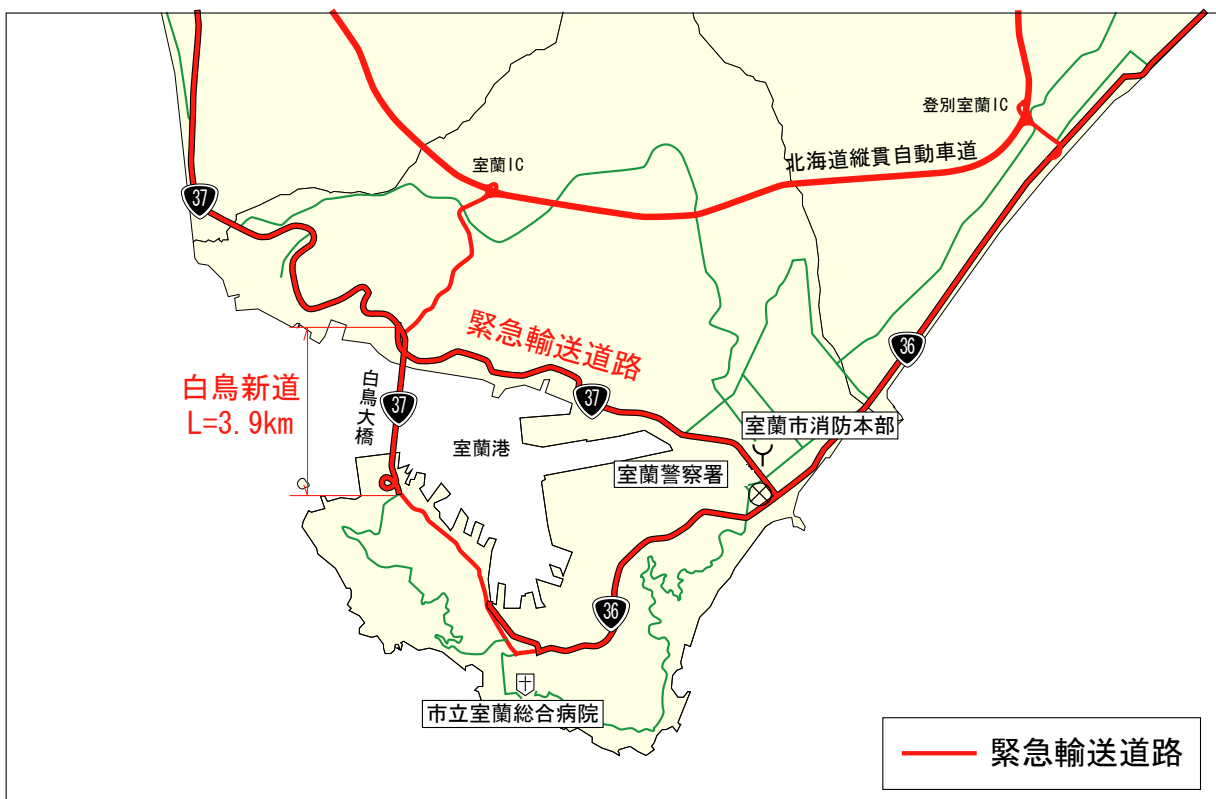 登別室蘭IC
北海道縦貫自動車道
室蘭IC
37
緊急輸送道路
36
白鳥新道
L=3.9km
白鳥大橋
37
37
室蘭港
室蘭市消防本部
室蘭警察署
36
市立室蘭総合病院
緊急輸送道路